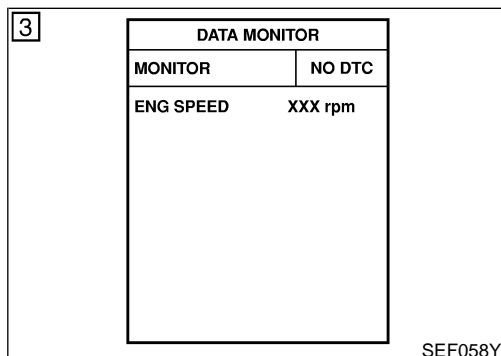 3
DATA MONITOR
MONITOR NO DTC
ENG SPEED XXX rpm
SEF058Y